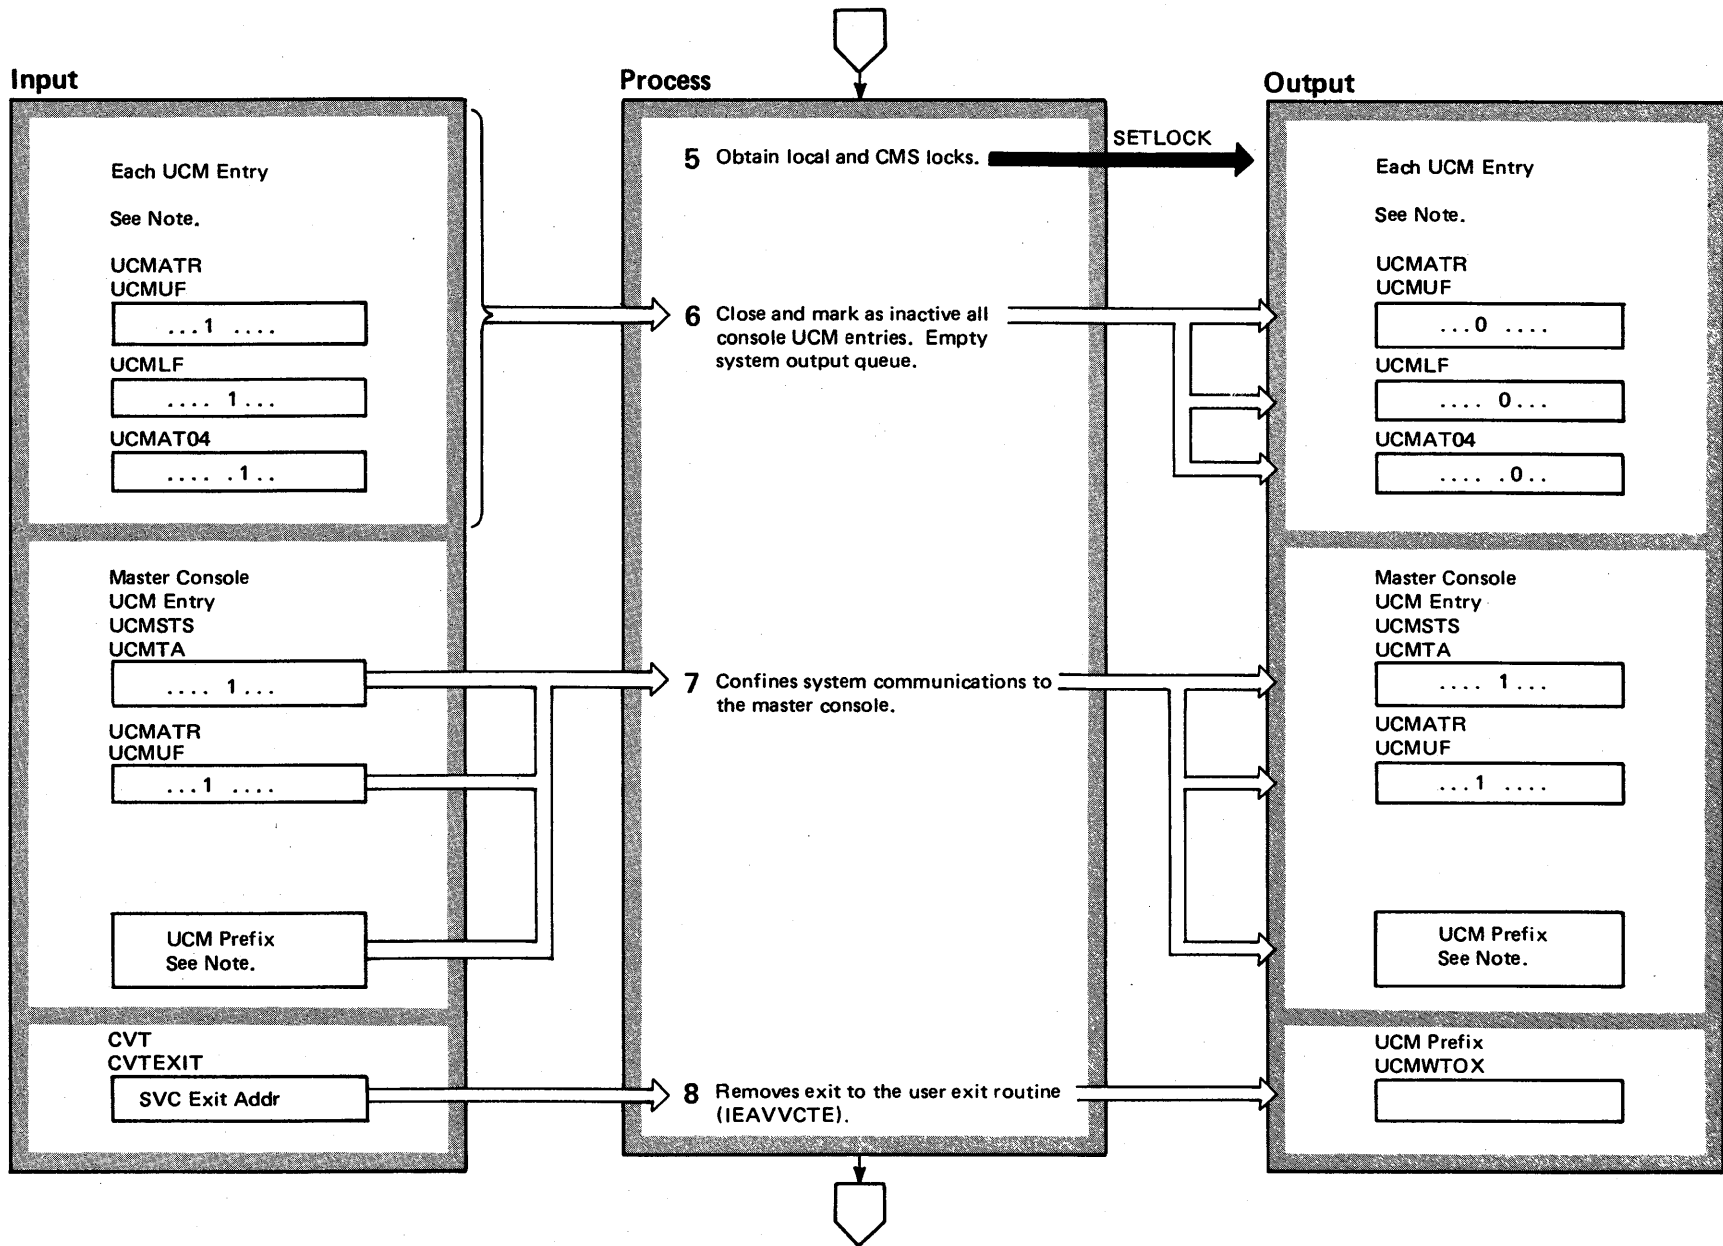 Input
Each UCM Entry
See Note.
UCMATR
UCMUF
...1 ....
UCMLF
.... 1...
UCMAT04
.... .1..
Master Console
UCM Entry
UCMSTS
UCMTA
.... 1...
UCMATR
UCMUF
...1 ....
UCM Prefix
See Note.
CVT
CVTEXIT
SVC Exit Addr
Process
5 Obtain local and CMS locks.
SETLOCK
6 Close and mark as inactive all
console UCM entries. Empty
system output queue.
7 Confines system communications to
the master console.
8 Removes exit to the user exit routine
(IEAVVCTE).
Output
Each UCM Entry
See Note.
UCMATR
UCMUF
...0 ....
UCMLF
.... 0...
UCMAT04
.... .0..
Master Console
UCM Entry
UCMSTS
UCMTA
.... 1...
UCMATR
UCMUF
...1 ....
UCM Prefix
See Note.
UCM Prefix
UCMWTOX